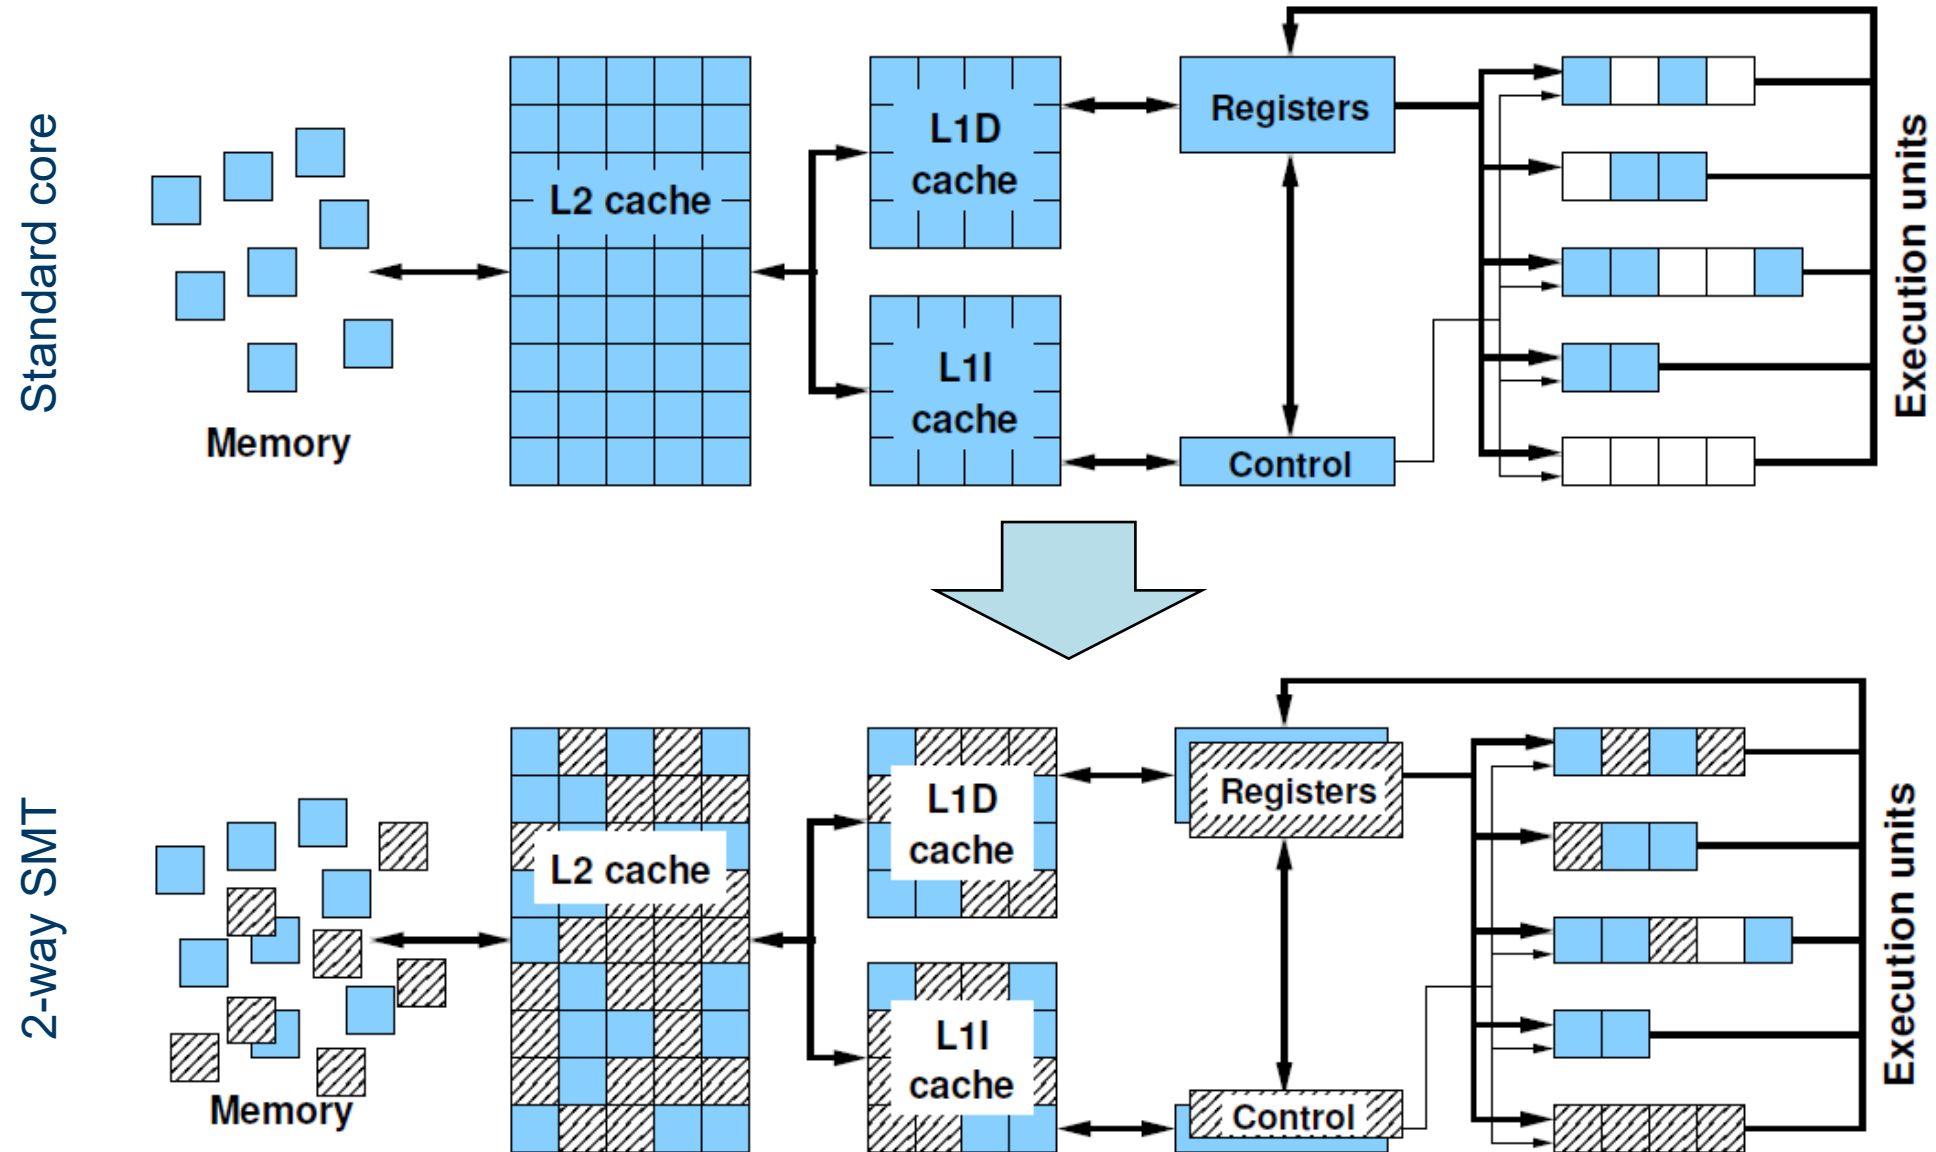 Standard core
Memory
L2 cache
L1D
cache
L1I
cache
Registers
Control
Execution units
2-way SMT
Memory
L2 cache
L1D
cache
L1I
cache
Registers
Control
Execution units